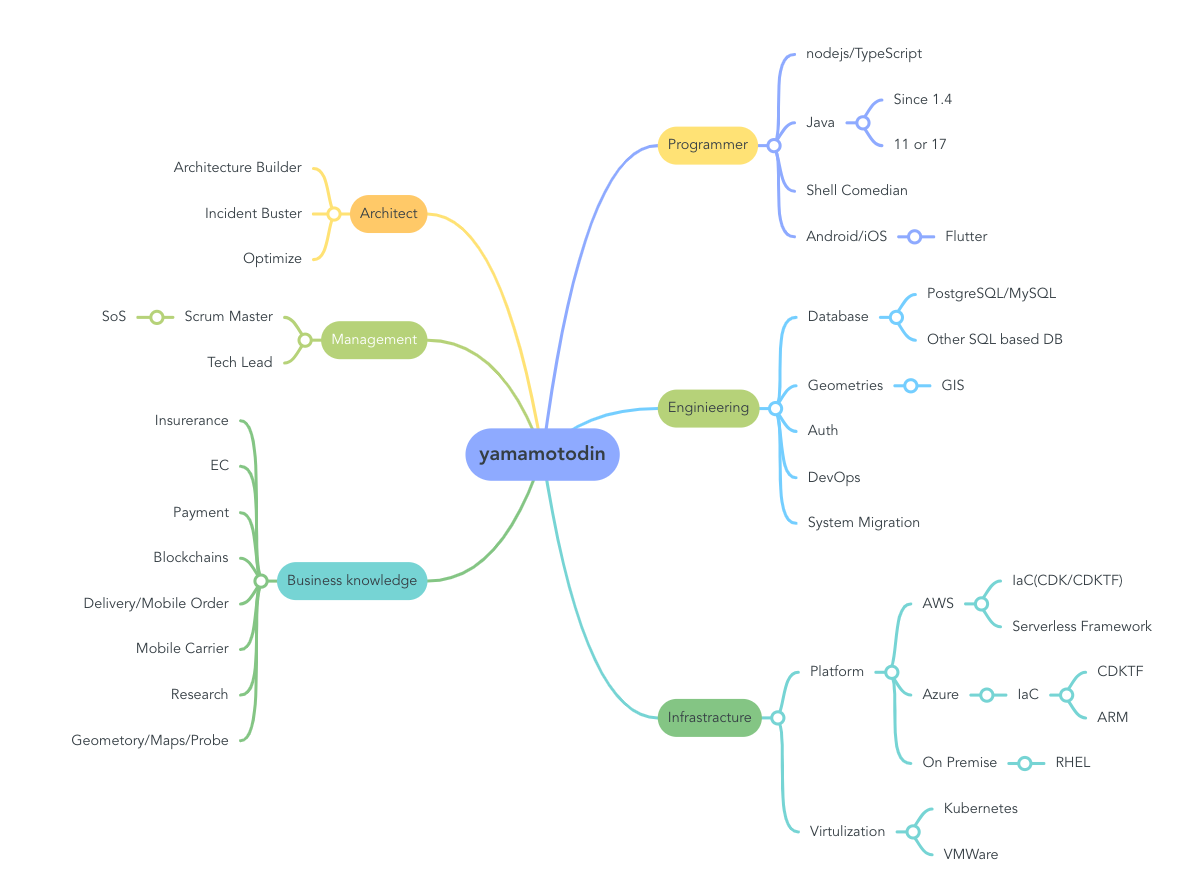 yamamotodin
Programmer
nodejs/TypeScript
Java
Since 1.4
11 or 17
Shell Comedian
Android/iOS
Flutter
Enginieering
Database
PostgreSQL/MySQL
Other SQL based DB
Geometries
GIS
Auth
DevOps
System Migration
Infrastracture
Platform
AWS
IaC(CDK/CDKTF)
Serverless Framework
Azure
IaC
CDKTF
ARM
On Premise
RHEL
Virtulization
Kubernetes
VMWare
Architect
Architecture Builder
Incident Buster
Optimize
Management
Scrum Master
SoS
Tech Lead
Business knowledge
Insurerance
EC
Payment
Blockchains
Delivery/Mobile Order
Mobile Carrier
Research
Geometory/Maps/Probe